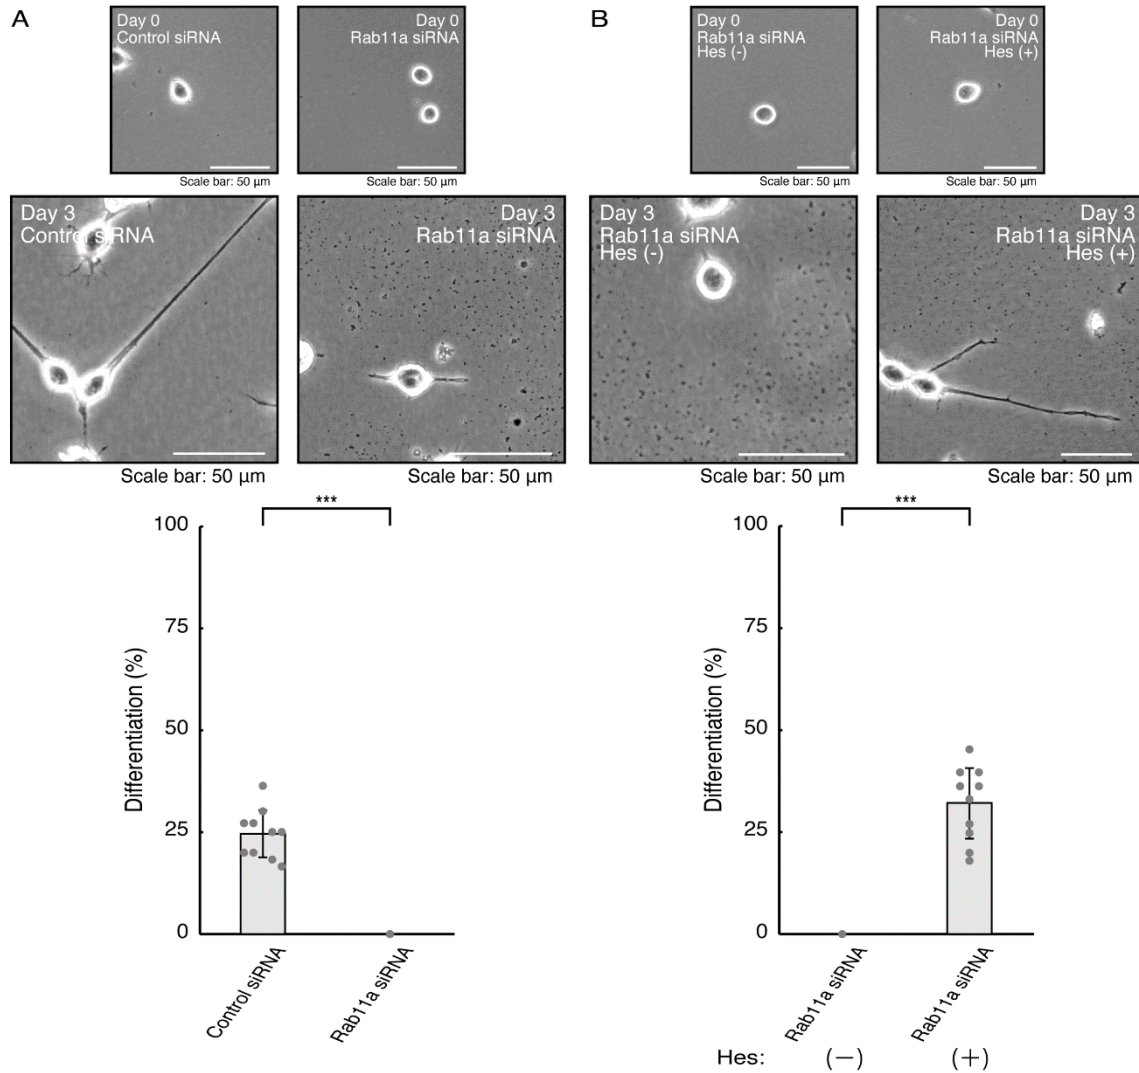 A
Day 0
Control siRNA
Scale bar: 50 µm
Day 0
Rab11a siRNA
Scale bar: 50 µm
Day 3
Control siRNA
Scale bar: 50 µm
Day 3
Rab11a siRNA
Scale bar: 50 µm
***
100
75
50
25
0
Differentiation (%)
Control siRNA
Rab11a siRNA
B
Day 0
Rab11a siRNA
Hes (-)
Scale bar: 50 µm
Day 0
Rab11a siRNA
Hes (+)
Scale bar: 50 µm
Day 3
Rab11a siRNA
Hes (-)
Scale bar: 50 µm
Day 3
Rab11a siRNA
Hes (+)
Scale bar: 50 µm
***
100
75
50
25
0
Differentiation (%)
Rab11a siRNA
Rab11a siRNA
Hes: (−) (+)